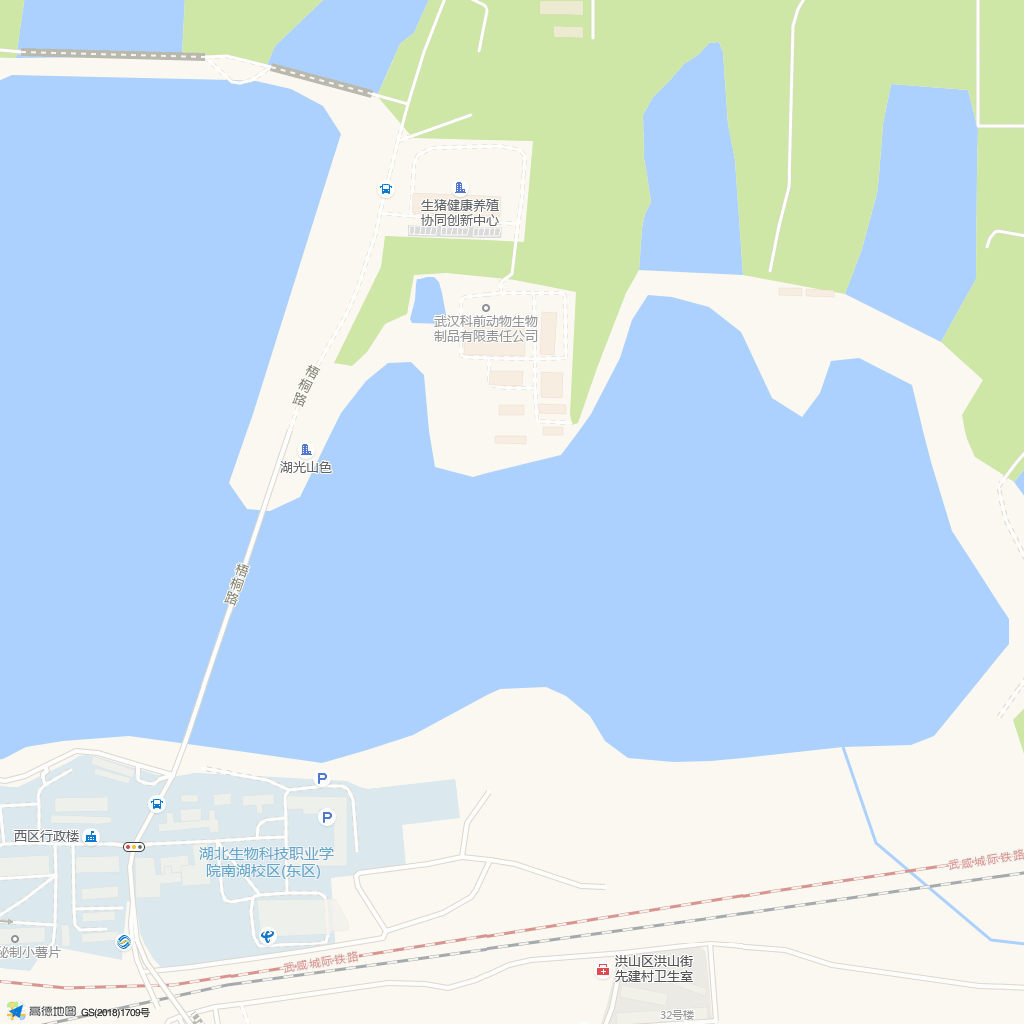 生猪健康养殖
协同创新中心
武汉科前动物生物
制品有限责任公司
梧桐路
湖光山色
梧桐路
西区行政楼
湖北生物科技职业学
院南湖校区(东区)
武咸城际铁路
秘制小薯片
武咸城际铁路
洪山区洪山街
先建村卫生室
32号楼
高德地图 GS(2018)1709号